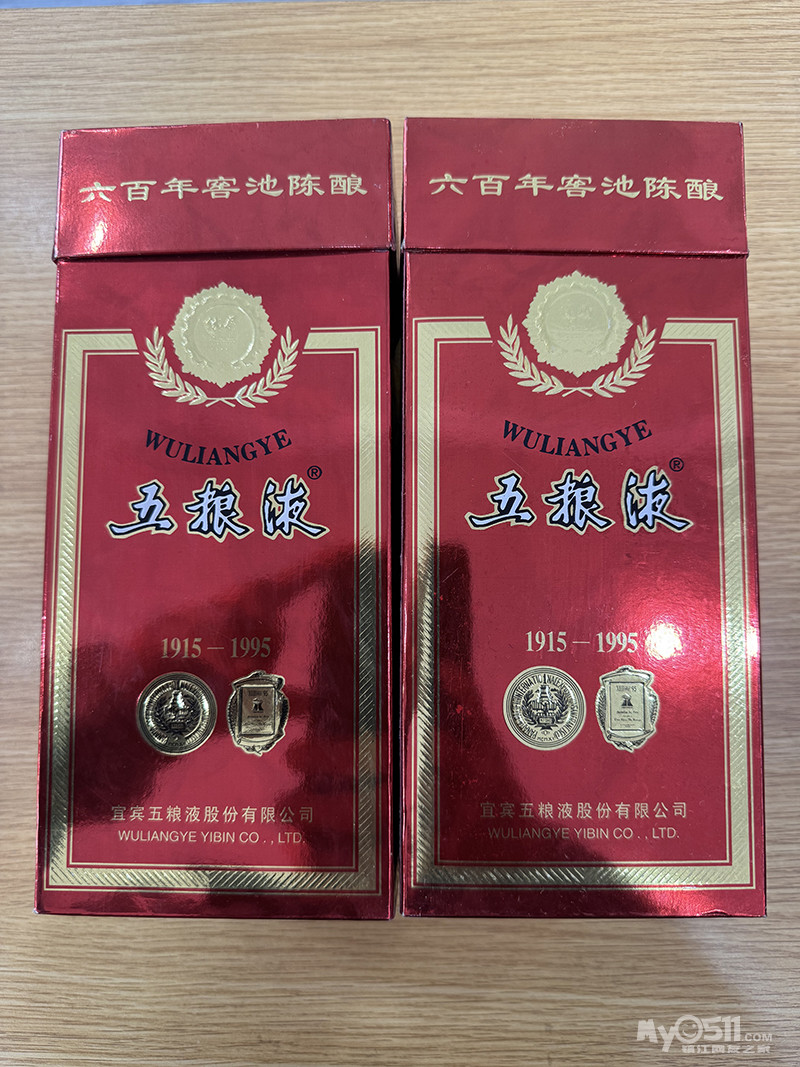 六百年窖池陈酿
WULIANGYE
五粮液®
1915—1995
宜宾五粮液股份有限公司
WULIANGYE YIBIN CO., LTD.
六百年窖池陈酿
WULIANGYE
五粮液®
1915—1995
宜宾五粮液股份有限公司
WULIANGYE YIBIN CO., LTD.
My0511.COM
镇江网友之家